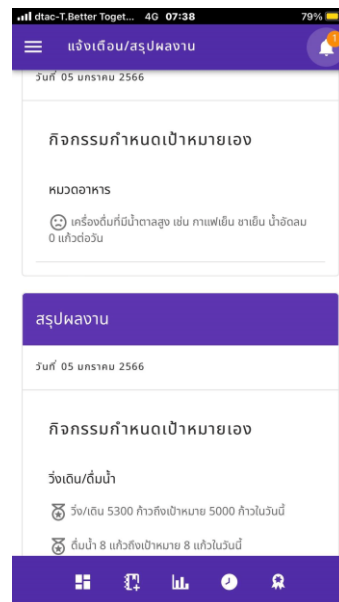 dtac-T.Better Toget... 4G 07:38 79%
แจ้งเตือน/สรุปผลงาน
1
วันที่ 05 มกราคม 2566
กิจกรรมกำหนดเป้าหมายเอง
หมวดอาหาร
เครื่องดื่มที่มีน้ำตาลสูง เช่น กาแฟเย็น ชาเย็น น้ำอัดลม
0 แก้วต่อวัน
สรุปผลงาน
วันที่ 05 มกราคม 2566
กิจกรรมกำหนดเป้าหมายเอง
วิ่งเดิน/ดื่มน้ำ
วิ่ง/เดิน 5300 ก้าวถึงเป้าหมาย 5000 ก้าวในวันนี้
ดื่มน้ำ 8 แก้วถึงเป้าหมาย 8 แก้วในวันนี้